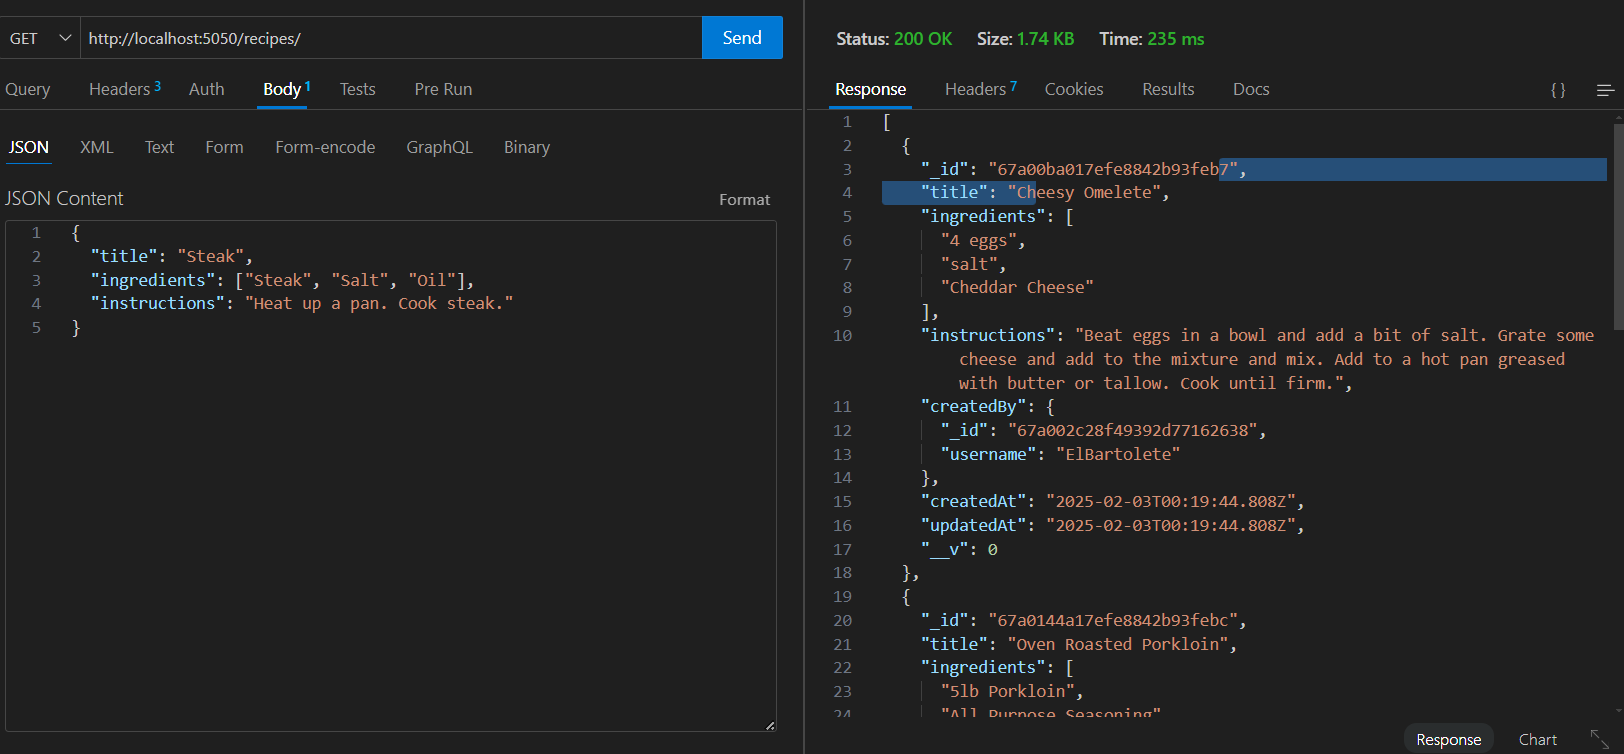 GET http://localhost:5050/recipes/ Send
Query Headers 3 Auth Body 1 Tests Pre Run
JSON XML Text Form Form-encode GraphQL Binary
JSON Content Format
1 {
2 "title": "Steak",
3 "ingredients": ["Steak", "Salt", "Oil"],
4 "instructions": "Heat up a pan. Cook steak."
5 }
Status: 200 OK Size: 1.74 KB Time: 235 ms
Response Headers 7 Cookies Results Docs { }
1 [
2 {
3 "_id": "67a00ba017efe8842b93feb7",
4 "title": "Cheesy Omelete",
5 "ingredients": [
6 "4 eggs",
7 "salt",
8 "Cheddar Cheese"
9 ],
10 "instructions": "Beat eggs in a bowl and add a bit of salt. Grate some
cheese and add to the mixture and mix. Add to a hot pan greased
with butter or tallow. Cook until firm.",
11 "createdBy": {
12 "_id": "67a002c28f49392d77162638",
13 "username": "ElBartolete"
14 },
15 "createdAt": "2025-02-03T00:19:44.808Z",
16 "updatedAt": "2025-02-03T00:19:44.808Z",
17 "__v": 0
18 },
19 {
20 "_id": "67a0144a17efe8842b93febc",
21 "title": "Oven Roasted Porkloin",
22 "ingredients": [
23 "5lb Porkloin",
24 "All Purpose Seasoning"
Response Chart